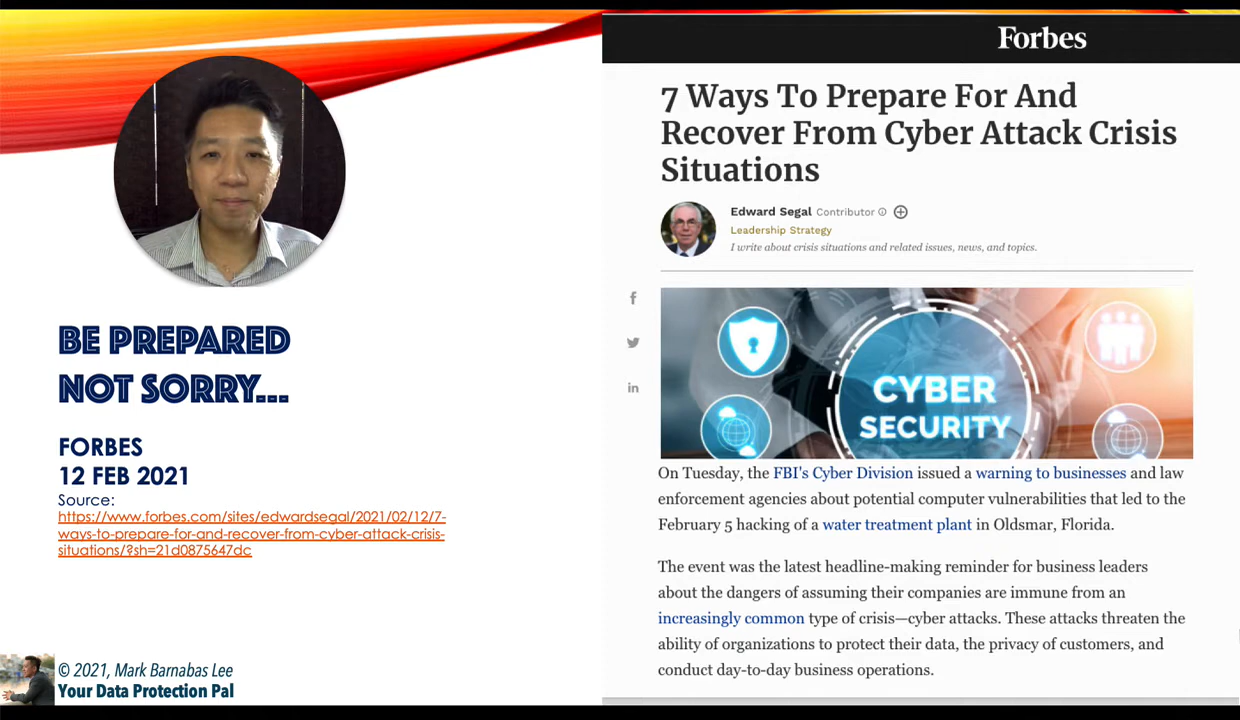 BE PREPARED
NOT SORRY...
FORBES
12 FEB 2021
Source:
https://www.forbes.com/sites/edwardsegal/2021/02/12/7-
ways-to-prepare-for-and-recover-from-cyber-attack-crisis-
situations/?sh=21d0875647dc
© 2021, Mark Barnabas Lee
Your Data Protection Pal
Forbes
7 Ways To Prepare For And
Recover From Cyber Attack Crisis
Situations
Edward Segal Contributor
Leadership Strategy
I write about crisis situations and related issues, news, and topics.
CYBER
SECURITY
On Tuesday, the FBI's Cyber Division issued a warning to businesses and law
enforcement agencies about potential computer vulnerabilities that led to the
February 5 hacking of a water treatment plant in Oldsmar, Florida.
The event was the latest headline-making reminder for business leaders
about the dangers of assuming their companies are immune from an
increasingly common type of crisis—cyber attacks. These attacks threaten the
ability of organizations to protect their data, the privacy of customers, and
conduct day-to-day business operations.